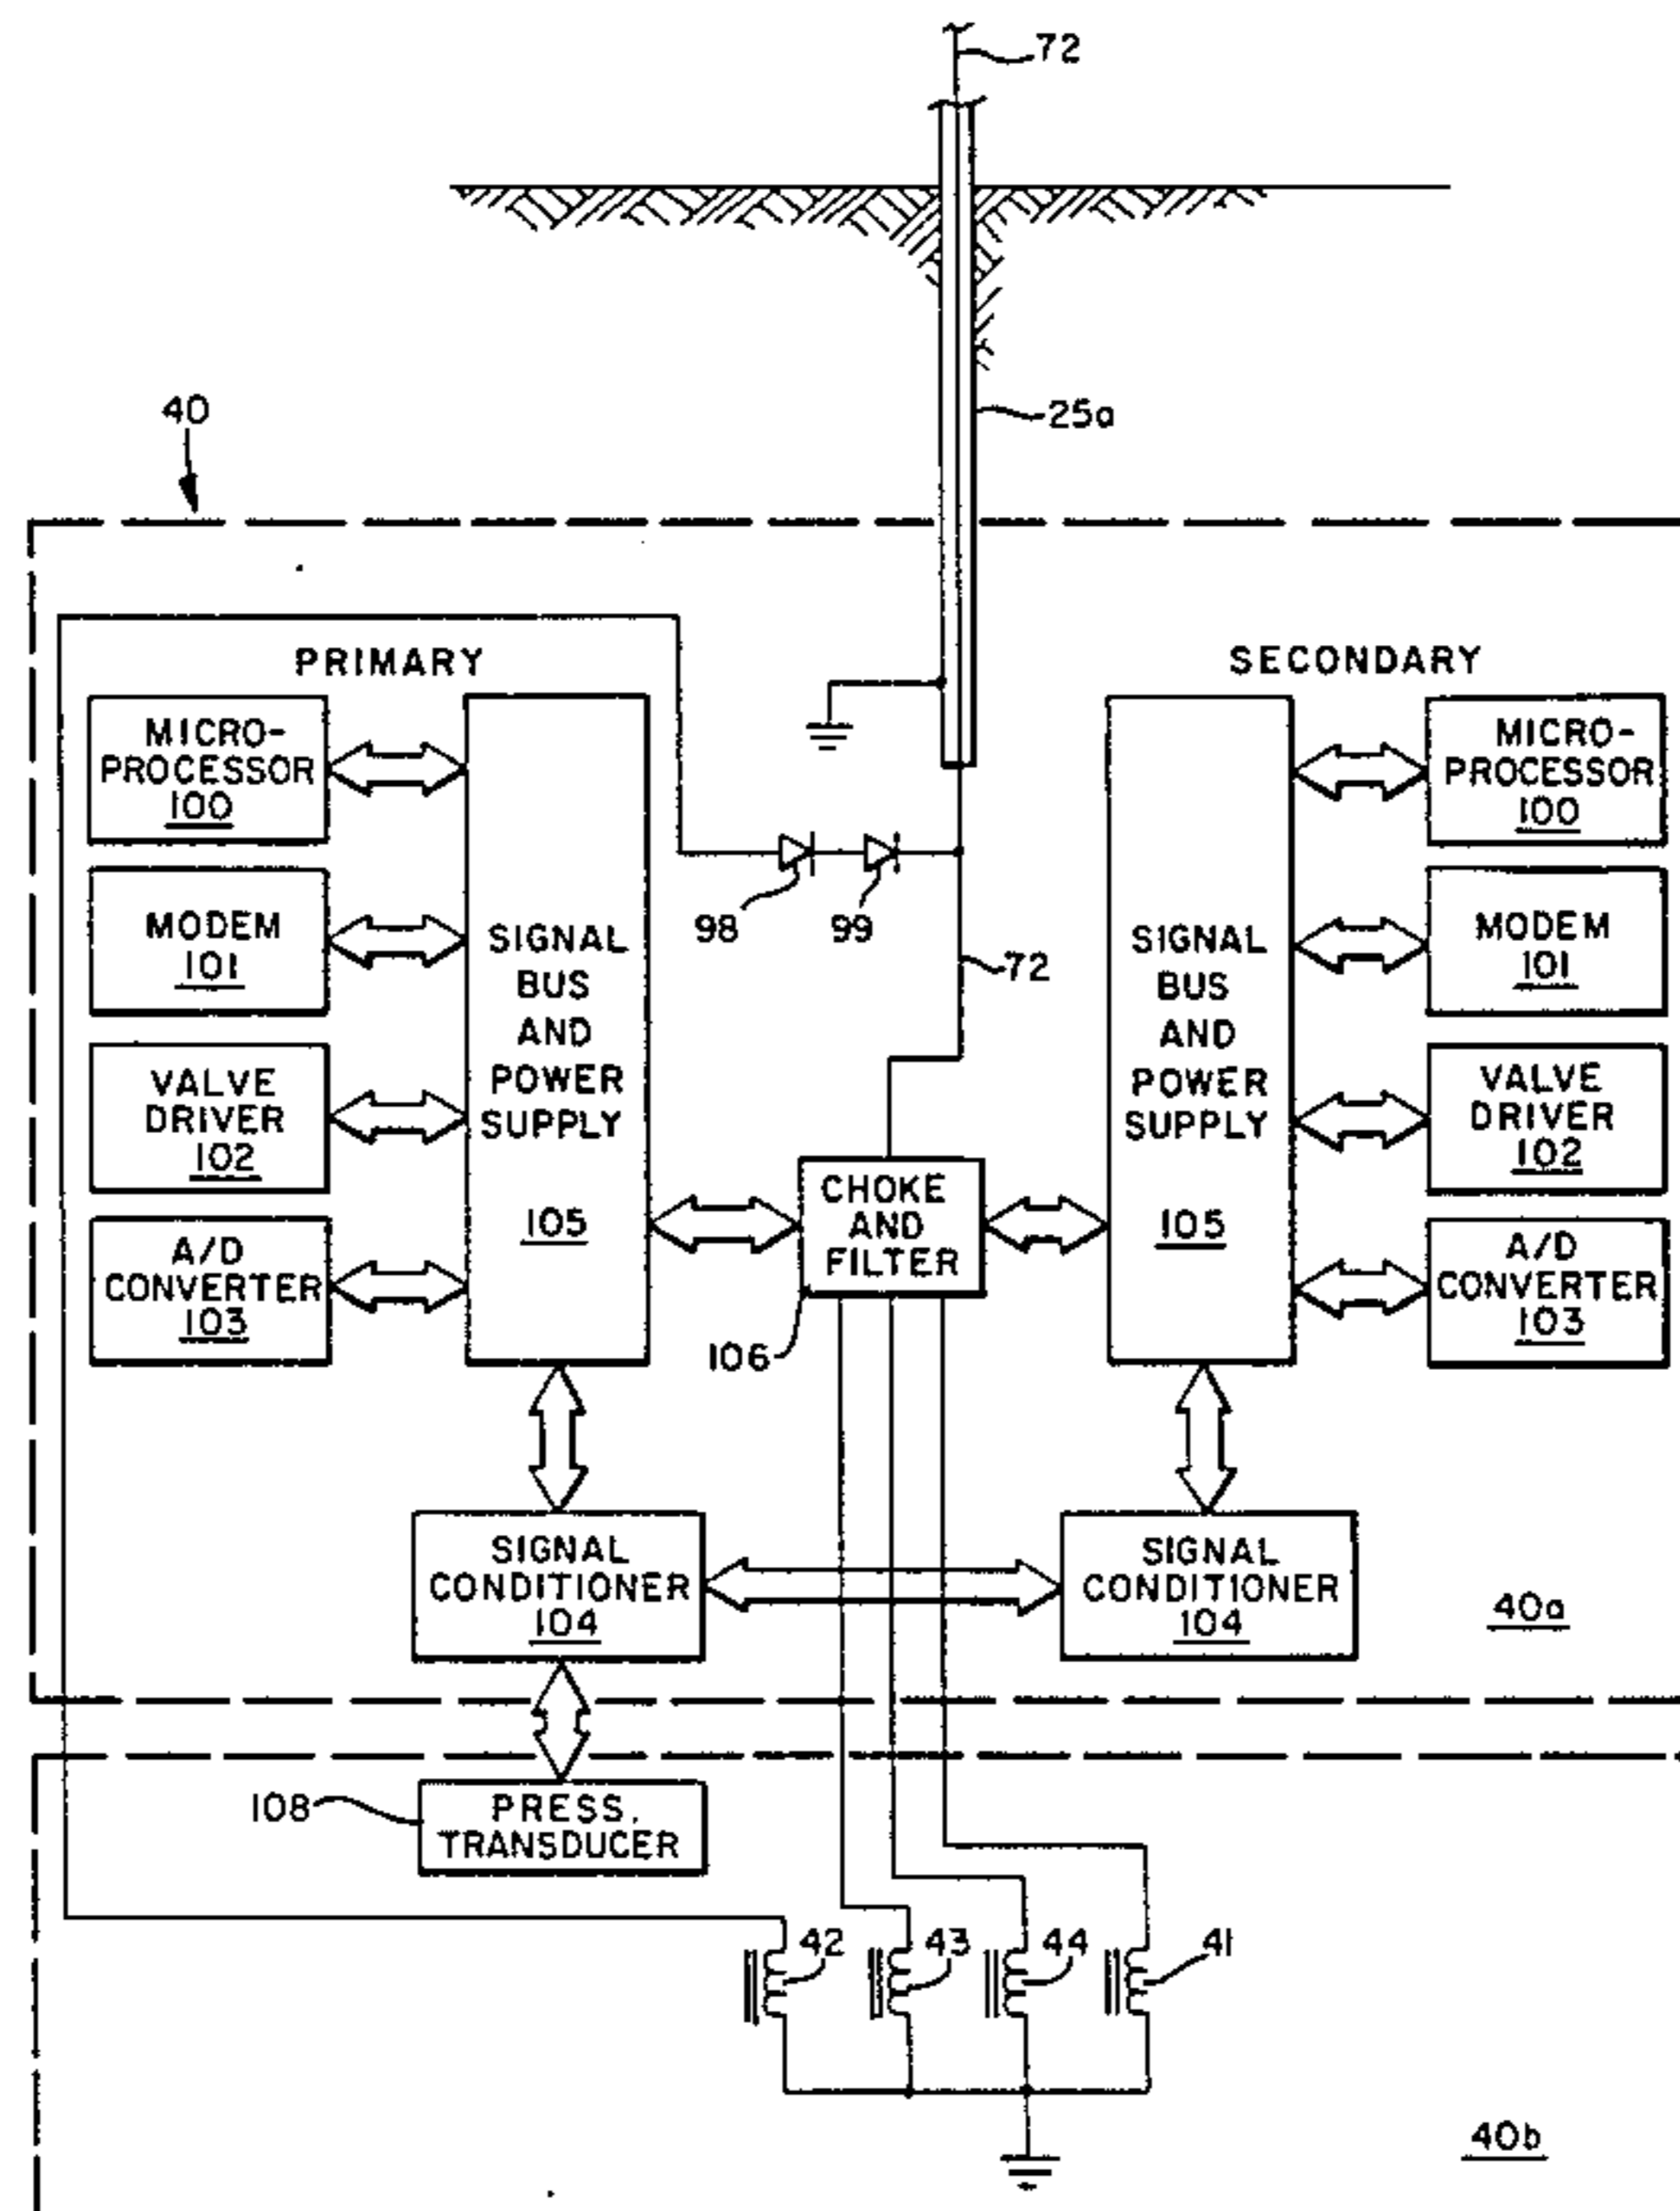 72
25a
40
PRIMARY
SECONDARY
MICRO-
PROCESSOR
100
MODEM
101
VALVE
DRIVER
102
A/D
CONVERTER
103
SIGNAL
BUS
AND
POWER
SUPPLY
105
98
99
72
CHOKE
AND
FILTER
106
SIGNAL
BUS
AND
POWER
SUPPLY
105
MICRO-
PROCESSOR
100
MODEM
101
VALVE
DRIVER
102
A/D
CONVERTER
103
SIGNAL
CONDITIONER
104
SIGNAL
CONDITIONER
104
40a
108
PRESS.
TRANSDUCER
42
43
44
41
40b